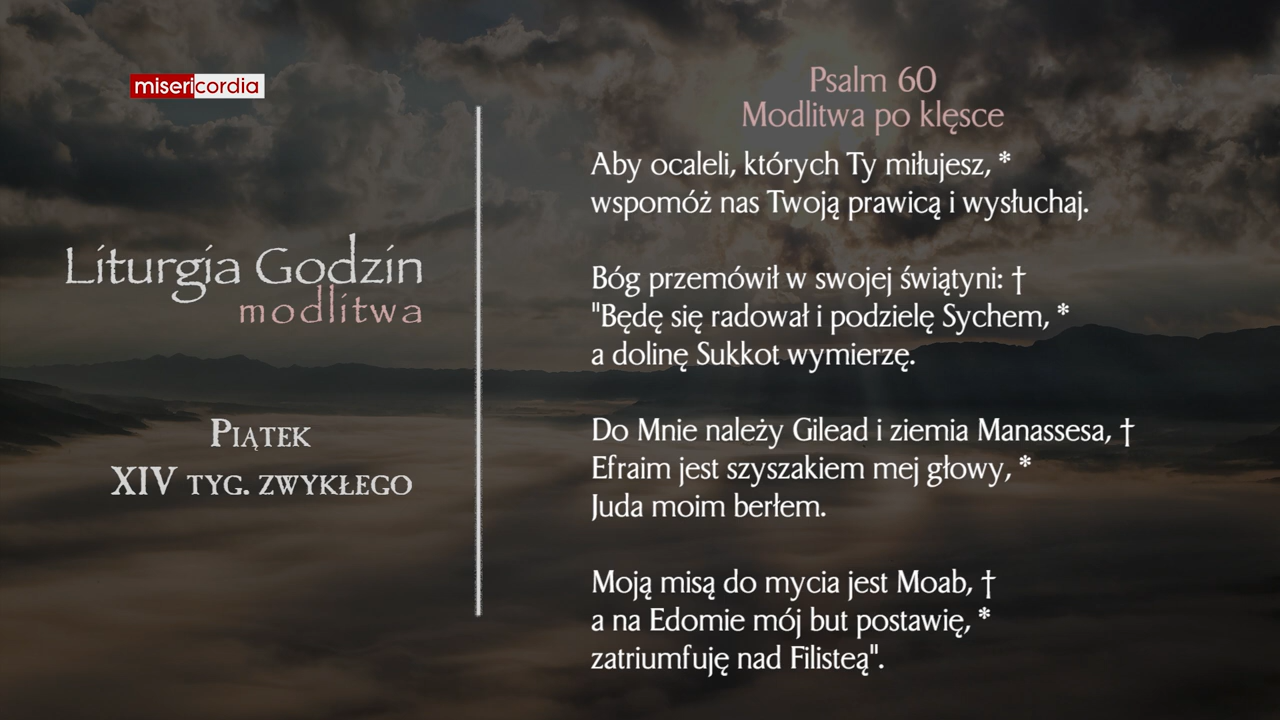 misericordia
Liturgia Godzin
modlitwa
Piątek
XIV tyg. zwykłego
Psalm 60
Modlitwa po klęsce
Aby ocaleli, których Ty miłujesz, *
wspomóż nas Twoją prawicą i wysłuchaj.
Bóg przemówił w swojej świątyni: †
"Będę się radował i podzielę Sychem, *
a dolinę Sukkot wymierzę.
Do Mnie należy Gilead i ziemia Manassesa, †
Efraim jest szyszakiem mej głowy, *
Juda moim berłem.
Moją misą do mycia jest Moab, †
a na Edomie mój but postawię, *
zatriumfuję nad Filisteą".